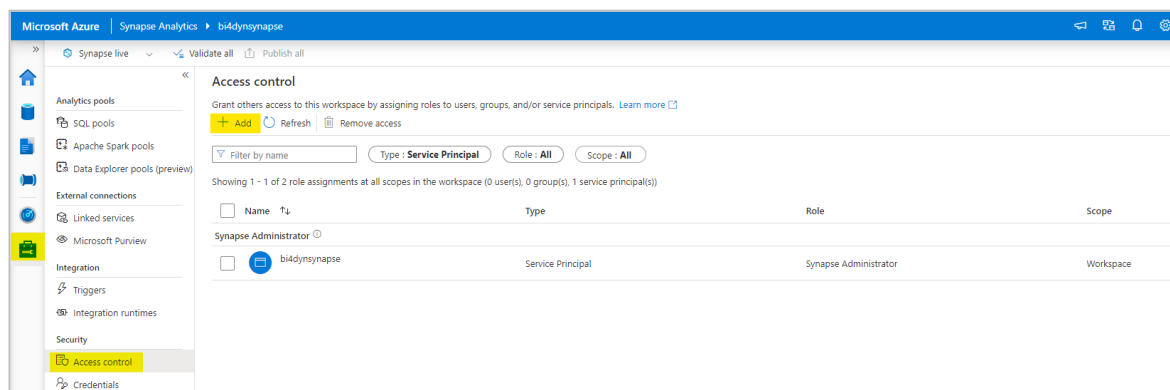 Microsoft Azure Synapse Analytics bi4dynsynapse
Synapse live Validate all Publish all
Analytics pools
SQL pools
Apache Spark pools
Data Explorer pools (preview)
External connections
Linked services
Microsoft Purview
Integration
Triggers
Integration runtimes
Security
Access control
Credentials
Access control
Grant others access to this workspace by assigning roles to users, groups, and/or service principals. Learn more
Add Refresh Remove access
Filter by name Type : Service Principal Role : All Scope : All
Showing 1 - 1 of 2 role assignments at all scopes in the workspace (0 user(s), 0 group(s), 1 service principal(s))
Name Type Role Scope
Synapse Administrator
bi4dynsynapse Service Principal Synapse Administrator Workspace